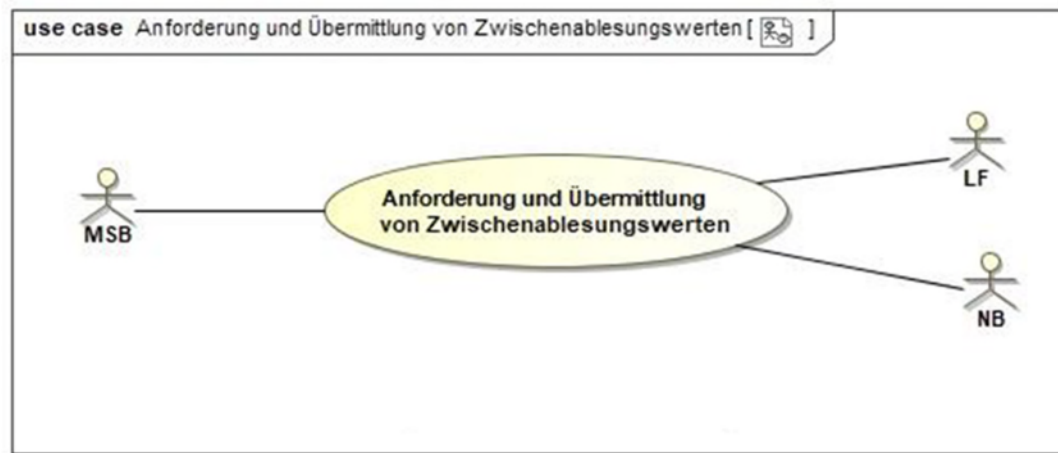 use case Anforderung und Übermittlung von Zwischenablesungswerten [ ]
LF
Anforderung und Übermittlung
von Zwischenablesungswerten
MSB
NB